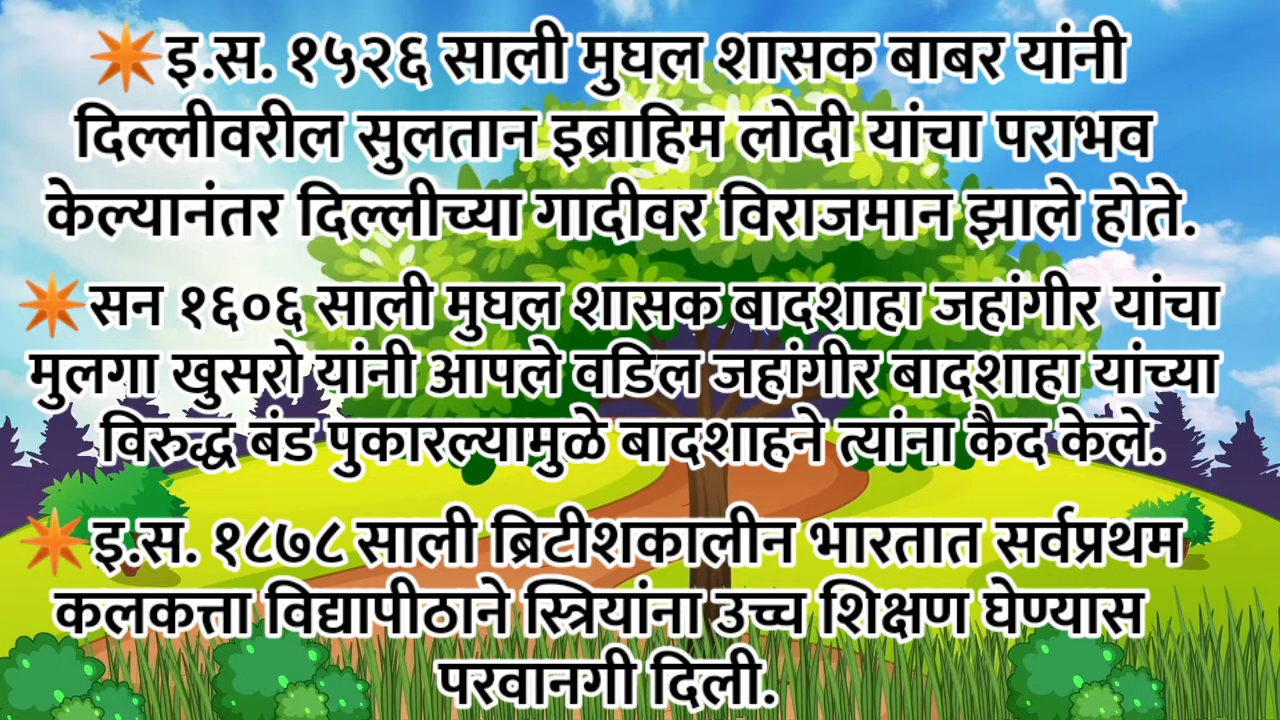 इ.स. १५२६ साली मुघल शासक बाबर यांनी
दिल्लीवरील सुलतान इब्राहिम लोदी यांचा पराभव
केल्यानंतर दिल्लीच्या गादीवर विराजमान झाले होते.
सन १६०६ साली मुघल शासक बादशाहा जहांगीर यांचा
मुलगा खुसरो यांनी आपले वडिल जहांगीर बादशाहा यांच्या
विरुद्ध बंड पुकारल्यामुळे बादशाहने त्यांना कैद केले.
इ.स. १८७८ साली ब्रिटीशकालीन भारतात सर्वप्रथम
कलकत्ता विद्यापीठाने स्त्रियांना उच्च शिक्षण घेण्यास
परवानगी दिली.